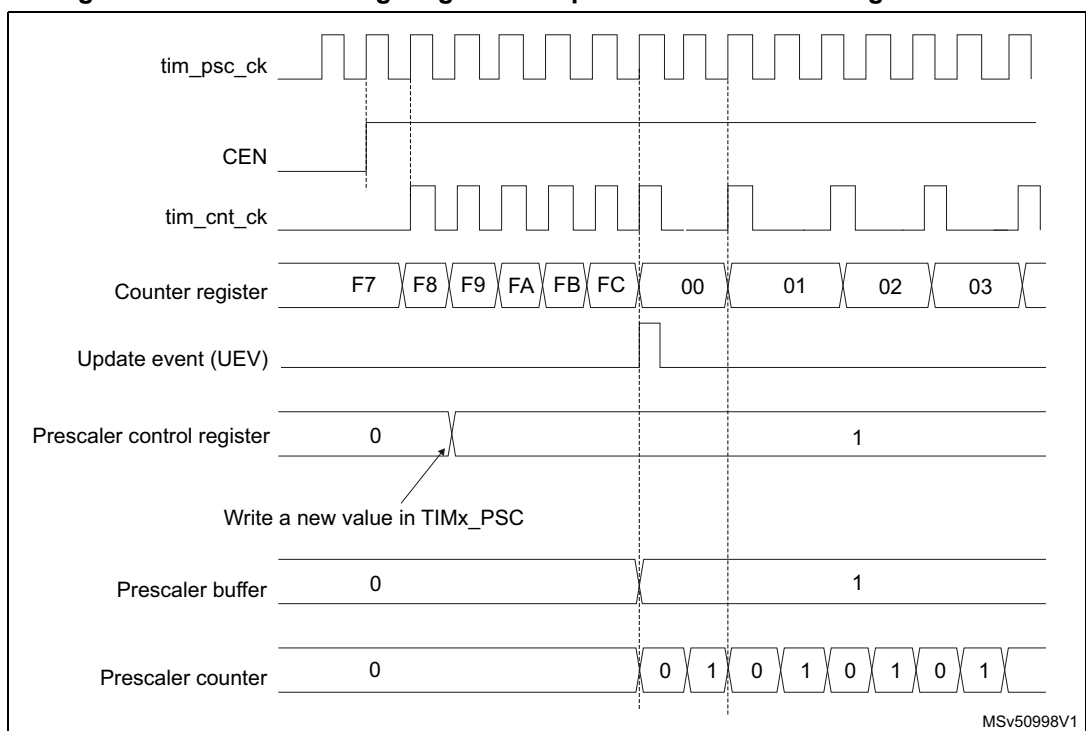 tim_psc_ck
CEN
tim_cnt_ck
Counter register F7 F8 F9 FA FB FC 00 01 02 03
Update event (UEV)
Prescaler control register 0 1
Write a new value in TIMx_PSC
Prescaler buffer 0 1
Prescaler counter 0 0 1 0 1 0 1 0 1
MSv50998V1